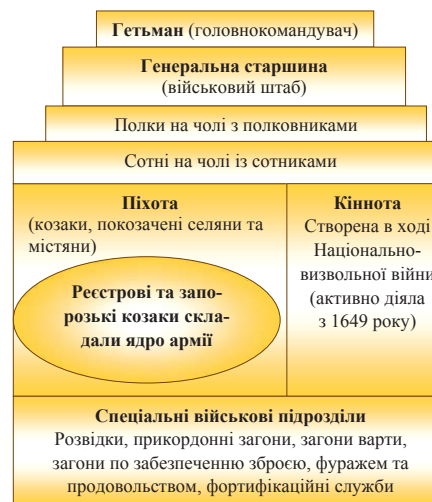 Гетьман (головнокомандувач)
Генеральна старшина
(військовий штаб)
Полки на чолі з полковниками
Сотні на чолі із сотниками
Піхота
(козаки, покозачені селяни та
містяни)
Реєстрові та запо-
розькі козаки скла-
дали ядро армії
Кіннота
Створена в ході
Національно-
визвольної війни
(активно діяла
з 1649 року)
Спеціальні військові підрозділи
Розвідки, прикордонні загони, загони варти,
загони по забезпеченню зброєю, фуражем та
продовольством, фортифікаційні служби